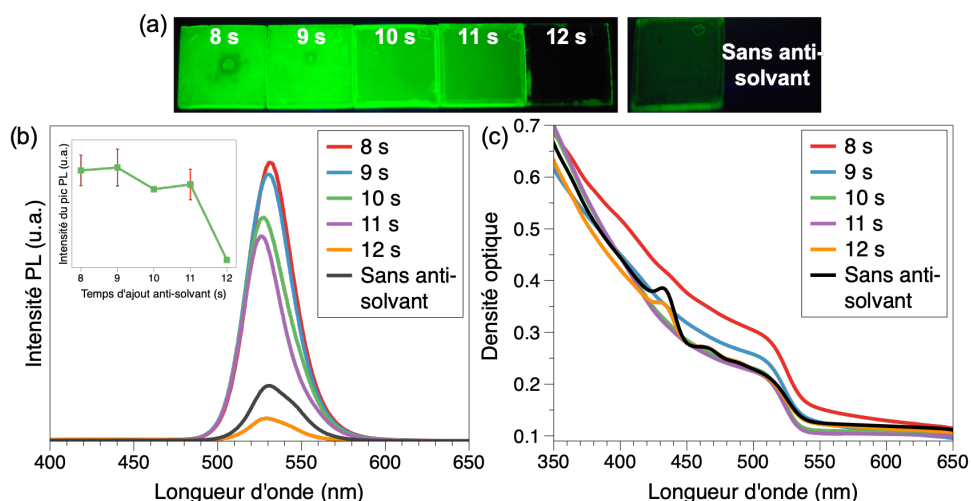 (a)
8 s
9 s
10 s
11 s
12 s
Sans anti-
solvant
(b)
Intensité PL (u.a.)
Intensité du pic PL (u.a.)
8
9
10
11
12
Temps d'ajout anti-solvant (s)
8 s
9 s
10 s
11 s
12 s
Sans anti-
solvant
400
450
500
550
600
650
Longueur d'onde (nm)
(c)
Densité optique
0.7
0.6
0.5
0.4
0.3
0.2
0.1
8 s
9 s
10 s
11 s
12 s
Sans anti-
solvant
350
400
450
500
550
600
650
Longueur d'onde (nm)